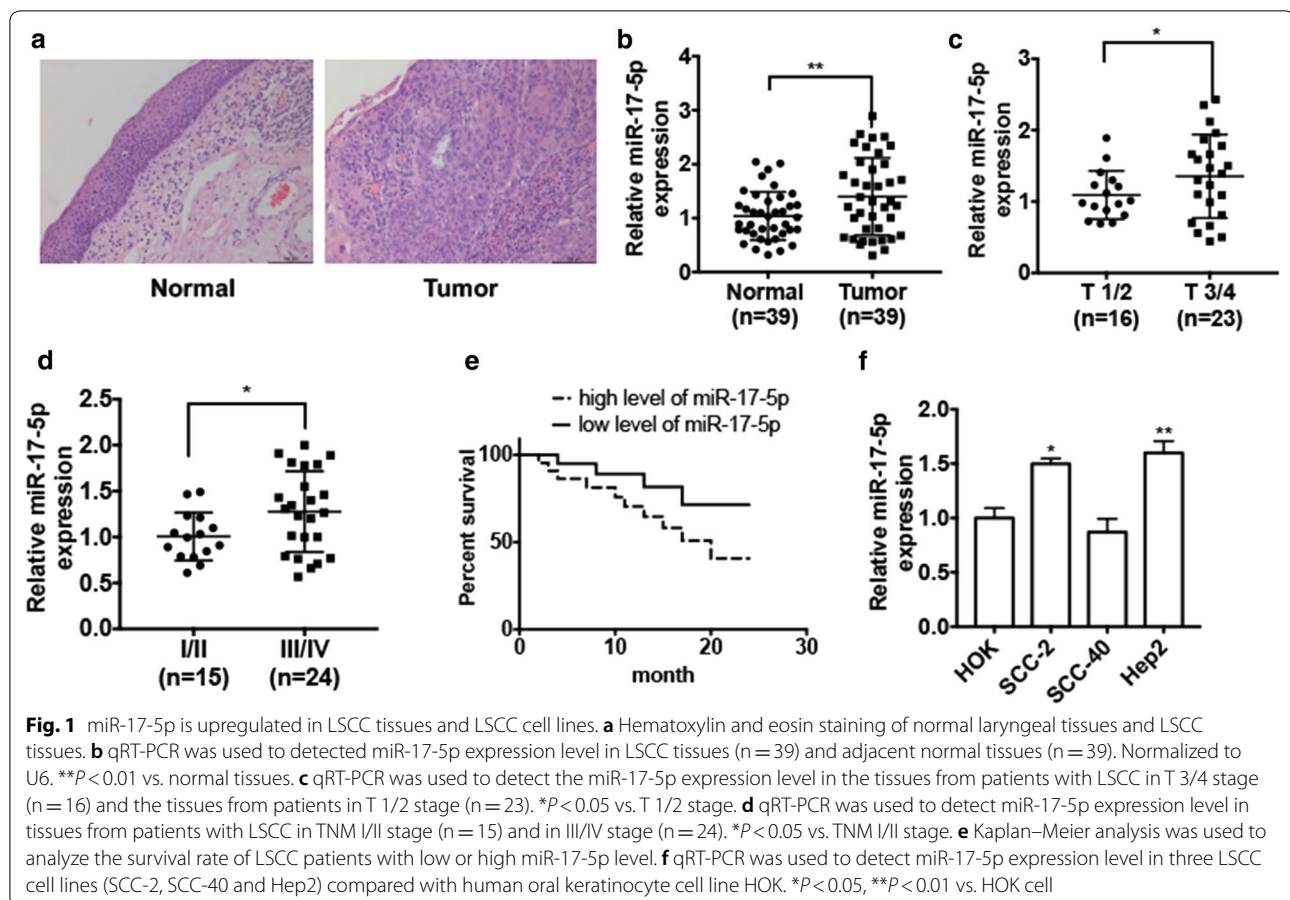 a
Normal
Tumor
b
Relative miR-17-5p
expression
4
3
2
1
0
**
Normal
(n=39)
Tumor
(n=39)
c
Relative miR-17-5p
expression
3
2
1
0
*
T 1/2
(n=16)
T 3/4
(n=23)
d
Relative miR-17-5p
expression
2.5
2.0
1.5
1.0
0.5
0.0
*
I/II
(n=15)
III/IV
(n=24)
e
high level of miR-17-5p
low level of miR-17-5p
Percent survival
100
50
0
0
10
20
30
month
f
Relative miR-17-5p
expression
2.0
1.5
1.0
0.5
0.0
*
**
HOK
SCC-2
SCC-40
Hep2
Fig. 1 miR-17-5p is upregulated in LSCC tissues and LSCC cell lines. a Hematoxylin and eosin staining of normal laryngeal tissues and LSCC
tissues. b qRT-PCR was used to detected miR-17-5p expression level in LSCC tissues (n = 39) and adjacent normal tissues (n = 39). Normalized to
U6. **P < 0.01 vs. normal tissues. c qRT-PCR was used to detect the miR-17-5p expression level in the tissues from patients with LSCC in T 3/4 stage
(n = 16) and the tissues from patients in T 1/2 stage (n = 23). *P < 0.05 vs. T 1/2 stage. d qRT-PCR was used to detect miR-17-5p expression level in
tissues from patients with LSCC in TNM I/II stage (n = 15) and in III/IV stage (n = 24). *P < 0.05 vs. TNM I/II stage. e Kaplan–Meier analysis was used to
analyze the survival rate of LSCC patients with low or high miR-17-5p level. f qRT-PCR was used to detect miR-17-5p expression level in three LSCC
cell lines (SCC-2, SCC-40 and Hep2) compared with human oral keratinocyte cell line HOK. *P < 0.05, **P < 0.01 vs. HOK cell